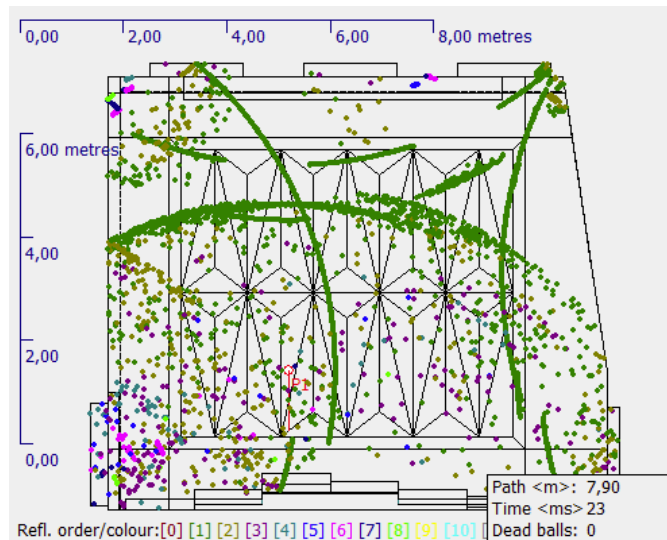 0,00 2,00 4,00 6,00 8,00 metres
6,00 metres
4,00
2,00
P1
0,00
Path <m>: 7,90
Time <ms> 23
Refl. order/colour:[0] [1] [2] [3] [4] [5] [6] [7] [8] [9] [10] Dead balls: 0